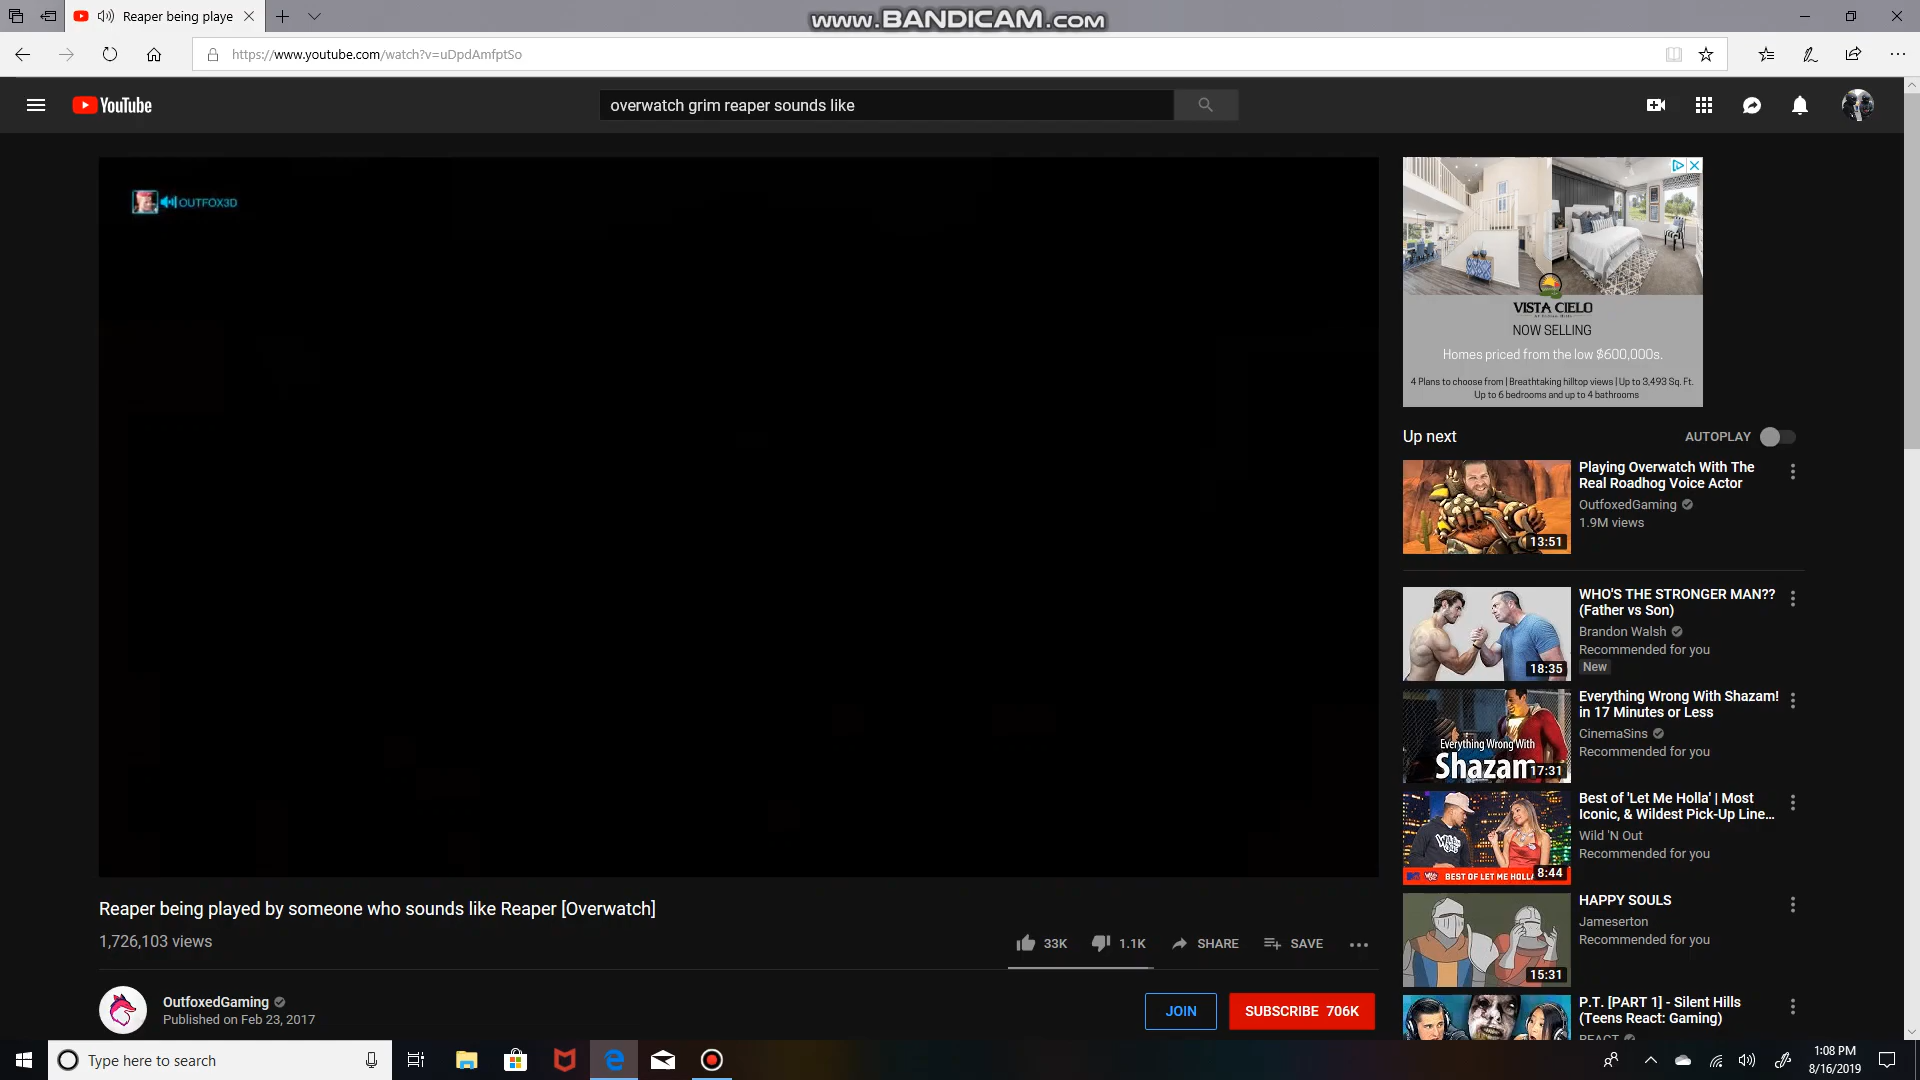 Reaper being playe
www.BANDICAM.com
https://www.youtube.com/watch?v=uDpdAmfptSo
YouTube
overwatch grim reaper sounds like
OUTFOX3D
VISTA CIELO
NOW SELLING
Homes priced from the low $600,000s.
4 Plans to choose from | Breathtaking hilltop views | Up to 3,493 Sq. Ft.
Up to 6 bedrooms and up to 4 bathrooms
Up next
AUTOPLAY
Playing Overwatch With The
Real Roadhog Voice Actor
OutfoxedGaming
1.9M views
13:51
WHO'S THE STRONGER MAN??
(Father vs Son)
Brandon Walsh
Recommended for you
New
18:35
Everything Wrong With Shazam!
in 17 Minutes or Less
CinemaSins
Recommended for you
Everything Wrong With
Shazam
17:31
Best of 'Let Me Holla' | Most
Iconic, & Wildest Pick-Up Line...
Wild 'N Out
Recommended for you
BEST OF LET ME HOLLA
8:44
HAPPY SOULS
Jameserton
Recommended for you
15:31
P.T. [PART 1] - Silent Hills
(Teens React: Gaming)
REACT
Reaper being played by someone who sounds like Reaper [Overwatch]
1,726,103 views
33K
1.1K
SHARE
SAVE
OutfoxedGaming
Published on Feb 23, 2017
JOIN
SUBSCRIBE 706K
Type here to search
1:08 PM
8/16/2019